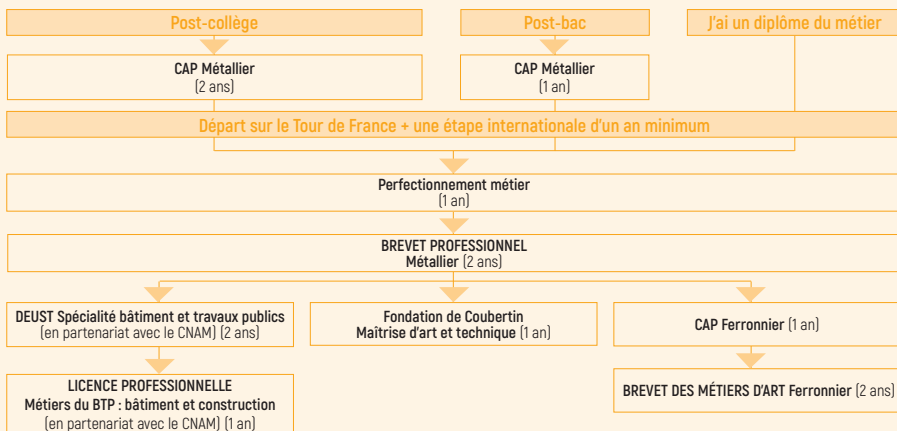 Post-collège
Post-bac
J'ai un diplôme du métier
CAP Métallier
(2 ans)
CAP Métallier
(1 an)
Départ sur le Tour de France + une étape internationale d'un an minimum
Perfectionnement métier
(1 an)
BREVET PROFESSIONNEL
Métallier (2 ans)
DEUST Spécialité bâtiment et travaux publics
(en partenariat avec le CNAM) (2 ans)
Fondation de Coubertin
Maîtrise d'art et technique (1 an)
CAP Ferronnier (1 an)
LICENCE PROFESSIONNELLE
Métiers du BTP : bâtiment et construction
(en partenariat avec le CNAM) (1 an)
BREVET DES MÉTIERS D'ART Ferronnier (2 ans)